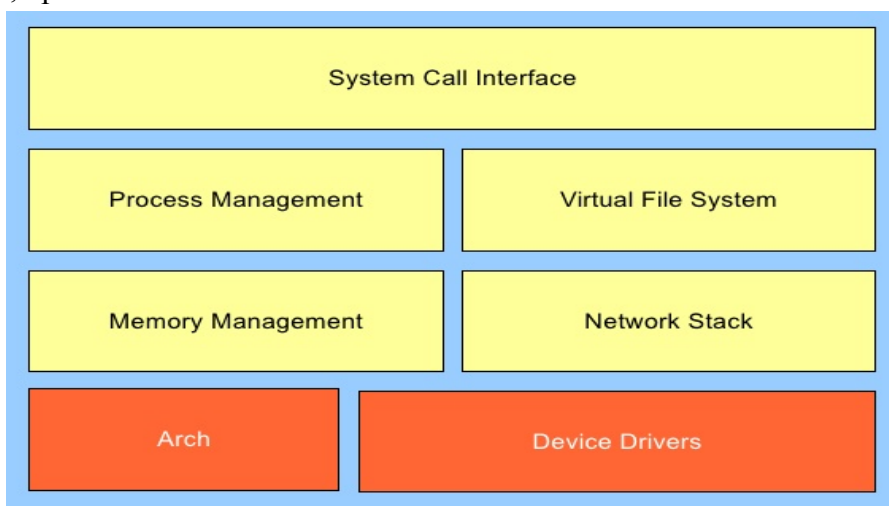 System Call Interface
Process Management
Virtual File System
Memory Management
Network Stack
Arch
Device Drivers